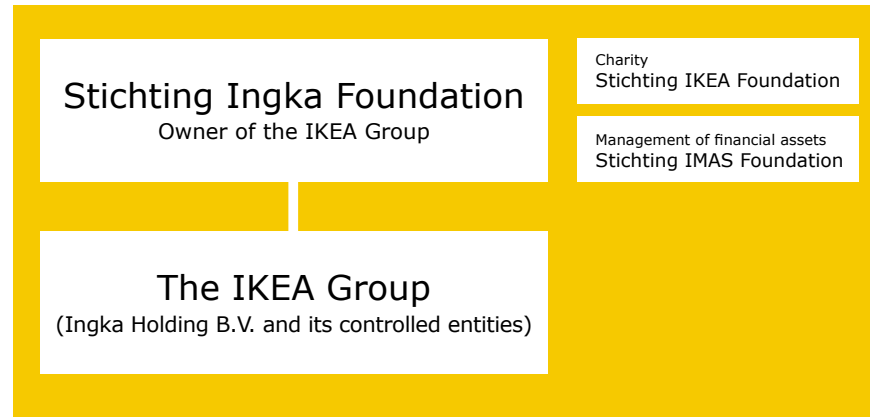 Stichting Ingka Foundation
Owner of the IKEA Group
Charity
Stichting IKEA Foundation
Management of financial assets
Stichting IMAS Foundation
The IKEA Group
(Ingka Holding B.V. and its controlled entities)